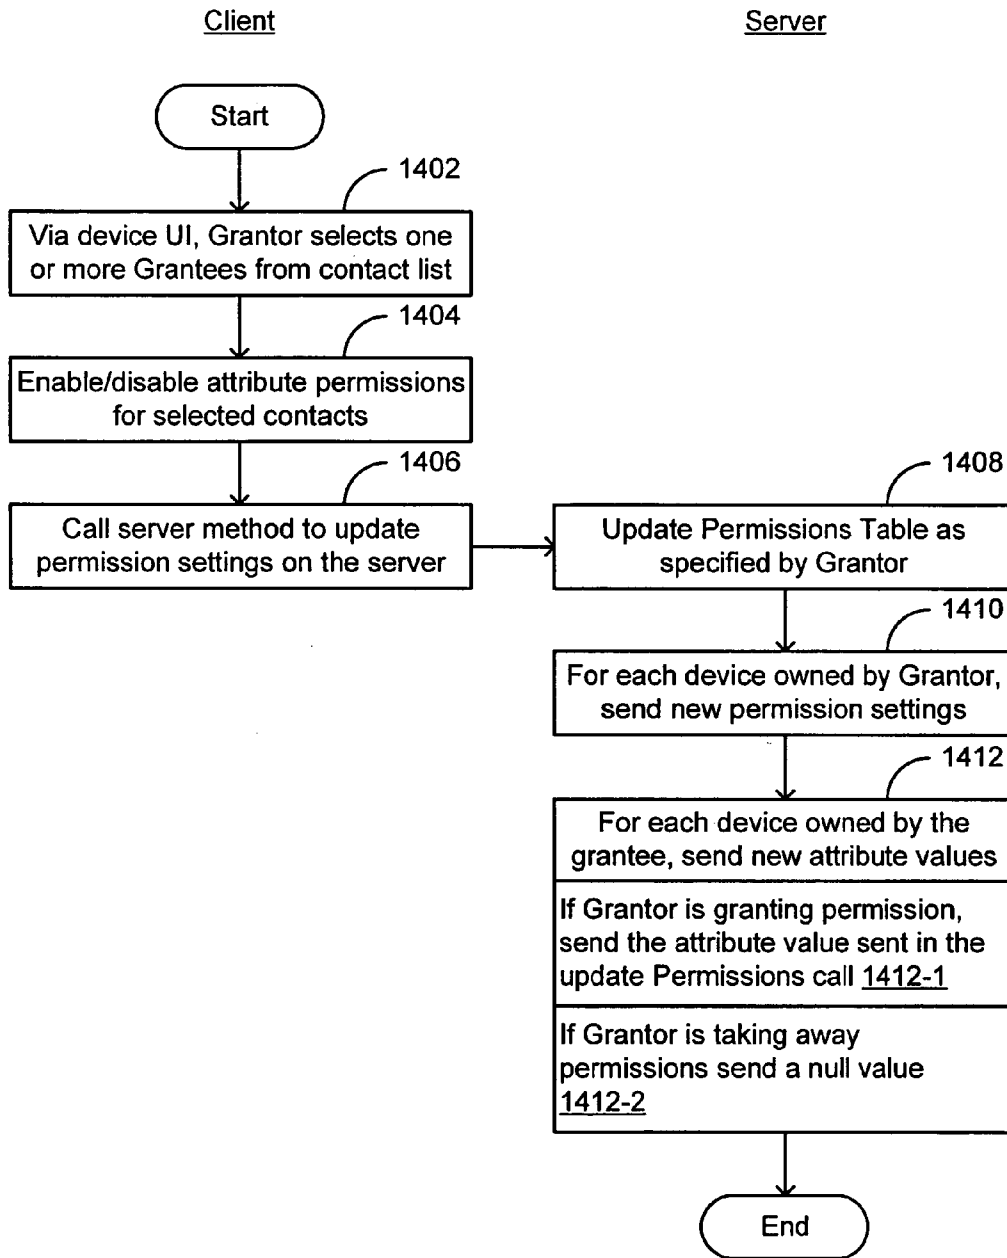 Client
Server
Start
1402
Via device UI, Grantor selects one
or more Grantees from contact list
1404
Enable/disable attribute permissions
for selected contacts
1406
Call server method to update
permission settings on the server
1408
Update Permissions Table as
specified by Grantor
1410
For each device owned by Grantor,
send new permission settings
1412
For each device owned by the
grantee, send new attribute values
If Grantor is granting permission,
send the attribute value sent in the
update Permissions call 1412-1
If Grantor is taking away
permissions send a null value
1412-2
End